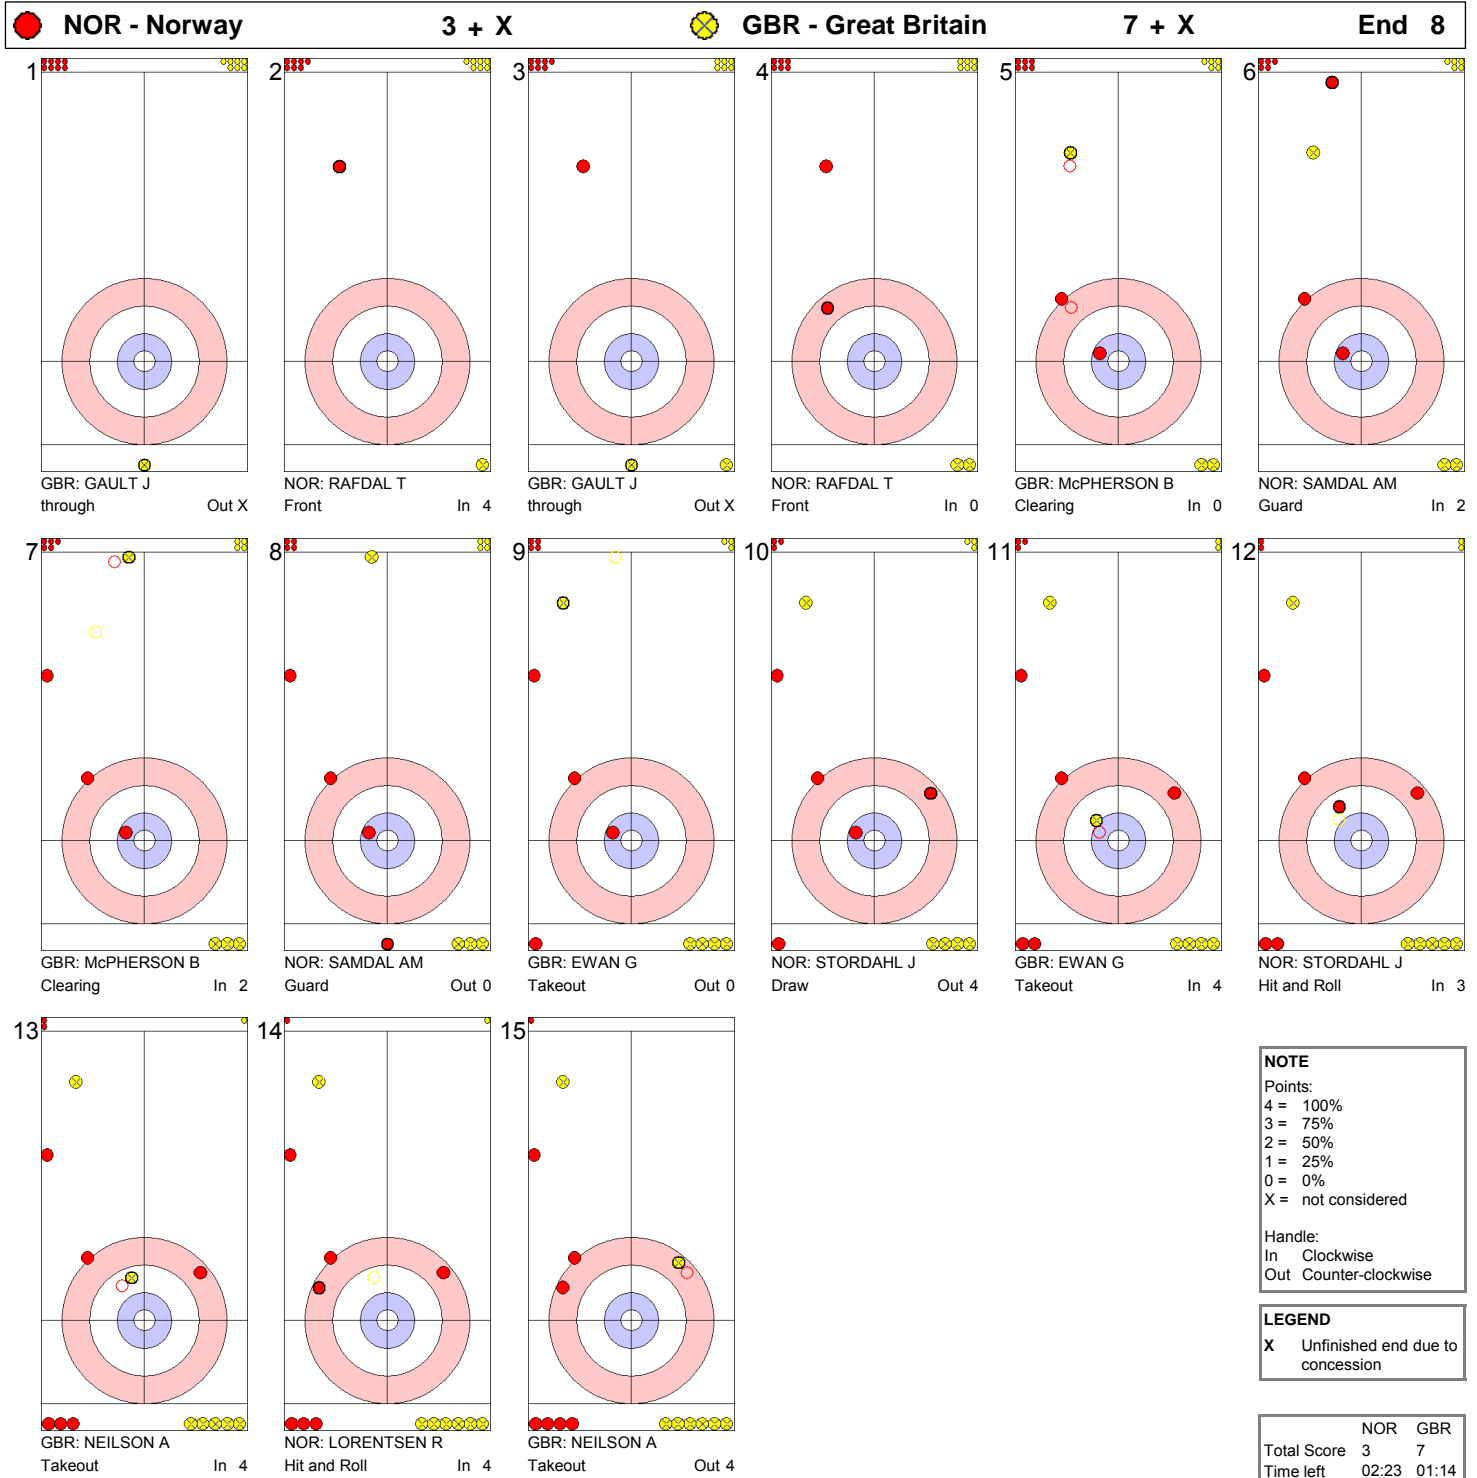 NOR - Norway 3 + X GBR - Great Britain 7 + X End 8
1 2 3 4 5 6
GBR: GAULT J NOR: RAFDAL T GBR: GAULT J NOR: RAFDAL T GBR: McPHERSON B NOR: SAMDAL AM
through Out X Front In 4 through Out X Front In 0 Clearing In 0 Guard In 2
7 8 9 10 11 12
GBR: McPHERSON B NOR: SAMDAL AM GBR: EWAN G NOR: STORDAHL J GBR: EWAN G NOR: STORDAHL J
Clearing In 2 Guard Out 0 Takeout Out 0 Draw Out 4 Takeout In 4 Hit and Roll In 3
13 14 15
GBR: NEILSON A NOR: LORENTSEN R GBR: NEILSON A
Takeout In 4 Hit and Roll In 4 Takeout Out 4
NOTE
Points:
4 = 100%
3 = 75%
2 = 50%
1 = 25%
0 = 0%
X = not considered
Handle:
In Clockwise
Out Counter-clockwise
LEGEND
X Unfinished end due to
concession
NOR GBR
Total Score 3 7
Time left 02:23 01:14